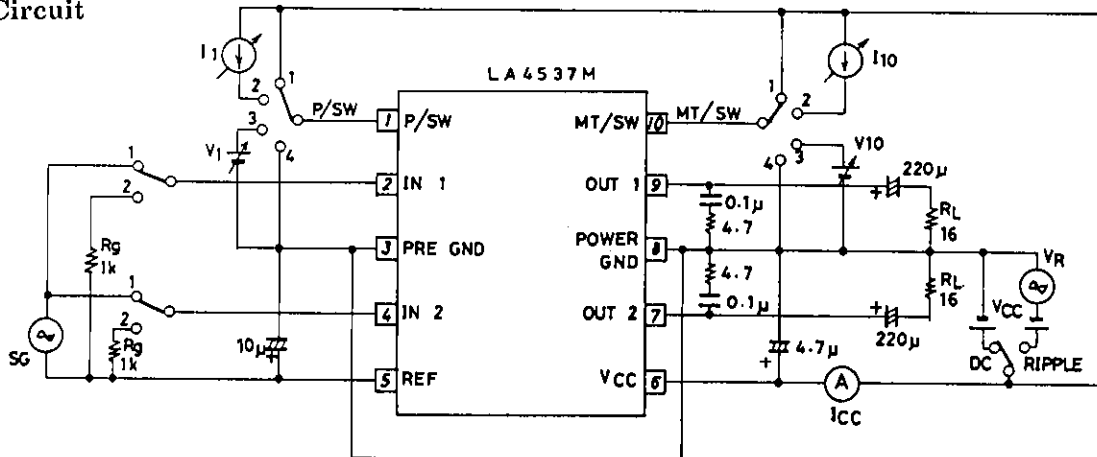 Circuit
I1
I10
LA4537M
1
2
3
4
P/SW
1
P/SW
MT/SW
10
MT/SW
1
2
3
4
V1
V10
1
2
2
IN 1
OUT 1
9
220μ
+
0.1μ
4.7
RL
16
Rg
1k
3
PRE GND
POWER
GND
8
VR
1
2
4
IN 2
OUT 2
7
4.7
0.1μ
+
220μ
RL
16
VCC
SG
Rg
1k
10μ
+
4.7μ
+
DC
RIPPLE
5
REF
VCC
6
A
ICC